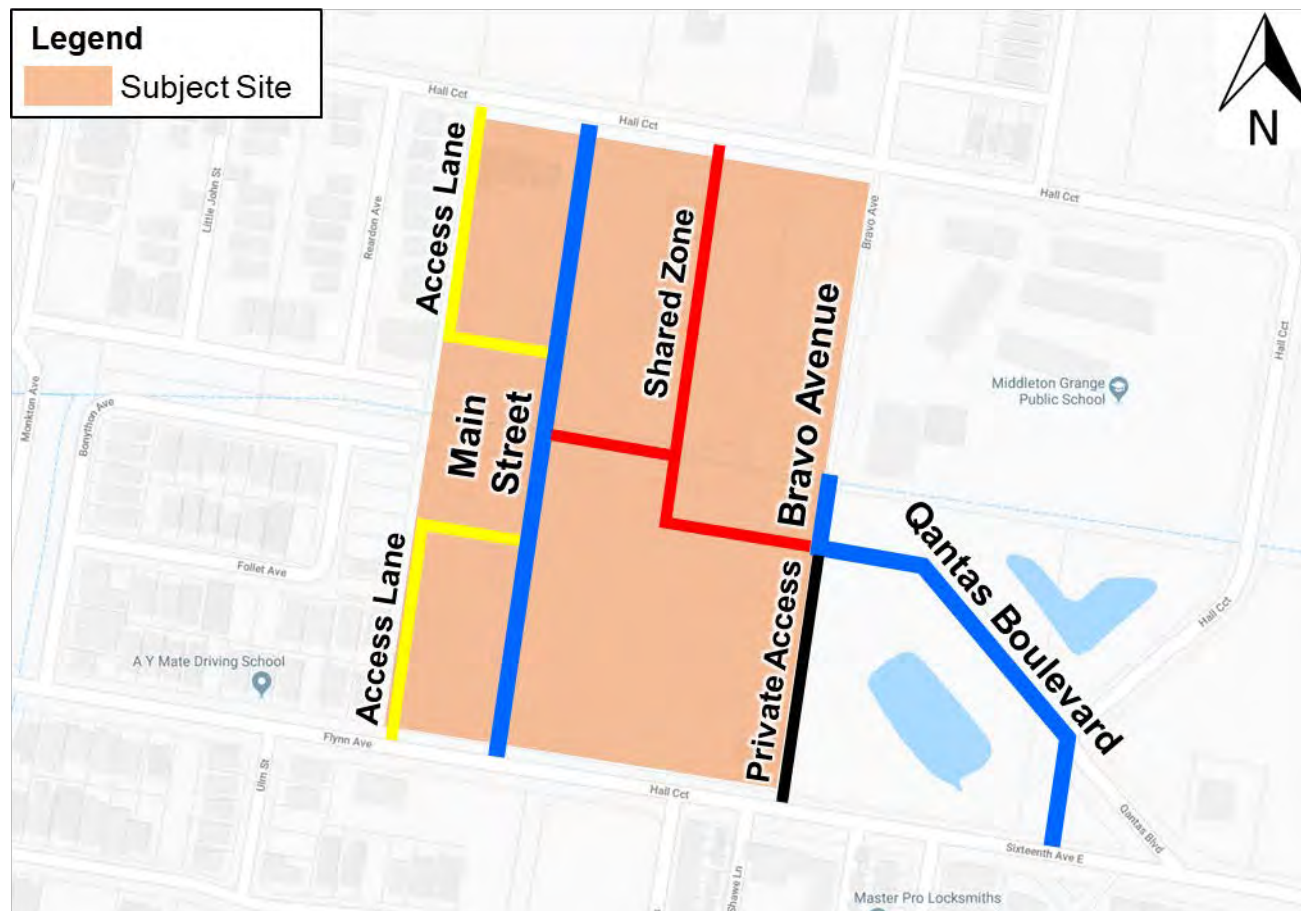 Legend
Subject Site
N
Hall Cct
Hall Cct
Hall Cct
Hall Cct
Hall Cct
Little John St
Reardon Ave
Access Lane
Shared Zone
Bravo Ave
Bravo Avenue
Middleton Grange
Public School
Monkton Ave
Bonython Ave
Main
Street
Follet Ave
Access Lane
A Y Mate Driving School
Private Access
Qantas Boulevard
Flynn Ave
Ulm St
Hall Cct
Qantas Blvd
Sixteenth Ave E
Shawe Ln
Master Pro Locksmiths